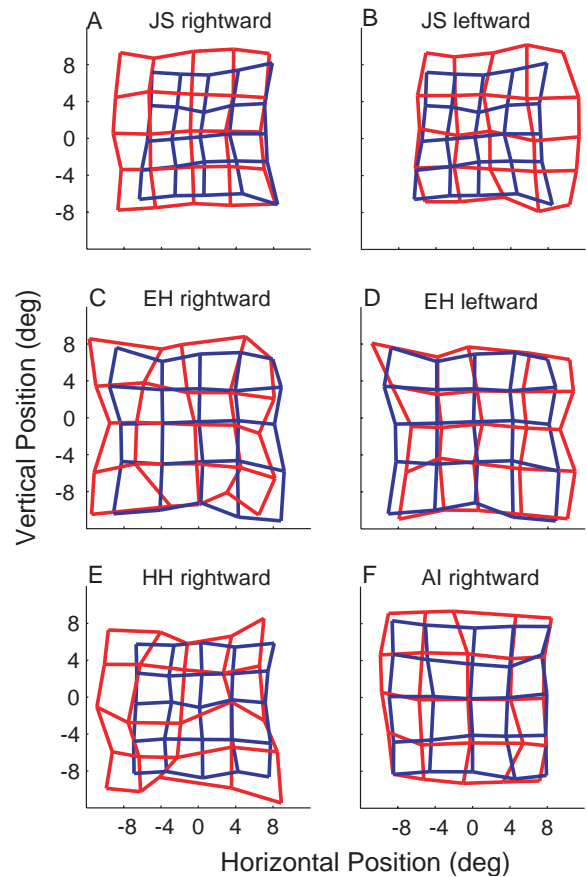 A JS rightward
B JS leftward
8
4
0
-4
-8
C EH rightward
D EH leftward
8
4
0
-4
-8
E HH rightward
F AI rightward
8
4
0
-4
-8
-8 -4 0 4 8
-8 -4 0 4 8
Vertical Position (deg)
Horizontal Position (deg)